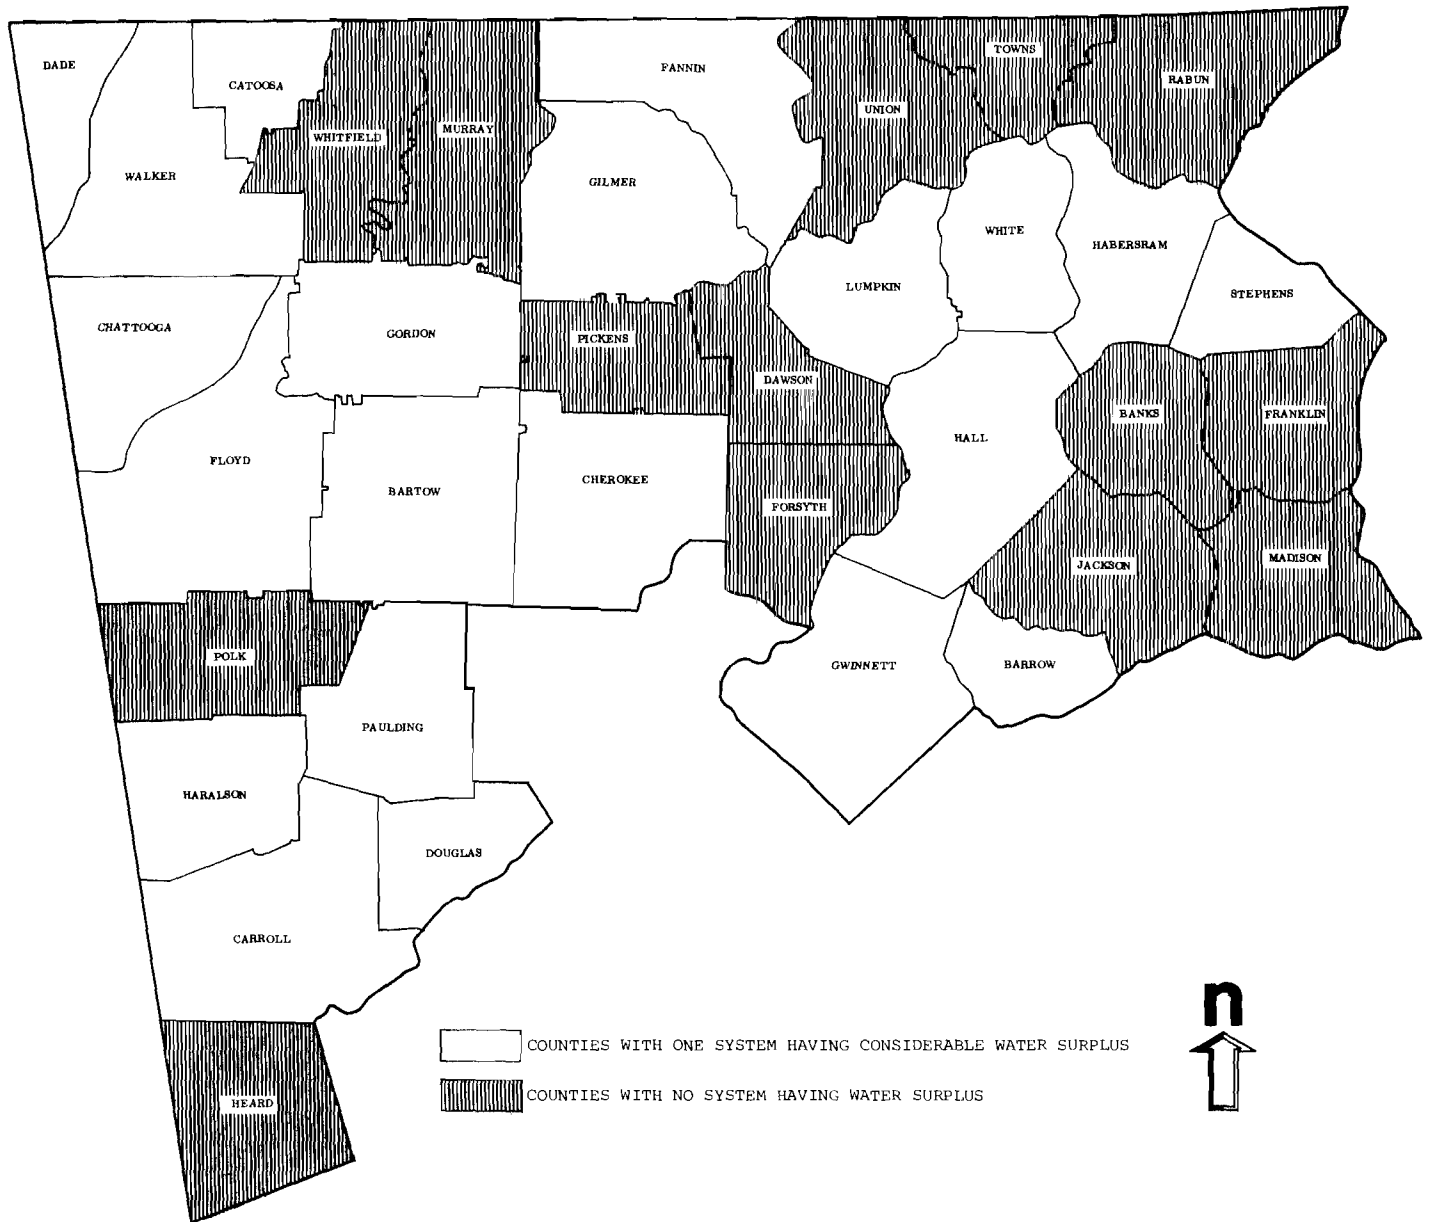 TOWNS
DADE
FANNIN
RABUN
CATOOSA
UNION
WHITFIELD
MURRAY
WALKER
GILMER
WHITE
HABERSRAM
LUMPKIN
STEPHENS
CHATTOOGA
GORDON
PICKENS
DAWSON
BANKS
FRANKLIN
HALL
FLOYD
BARTOW
CHEROKEE
FORSYTH
JACKSON
MADISON
POLK
GWINNETT
BARROW
PAULDING
HARALSON
DOUGLAS
CARROLL
n
COUNTIES WITH ONE SYSTEM HAVING CONSIDERABLE WATER SURPLUS
COUNTIES WITH NO SYSTEM HAVING WATER SURPLUS
HEARD